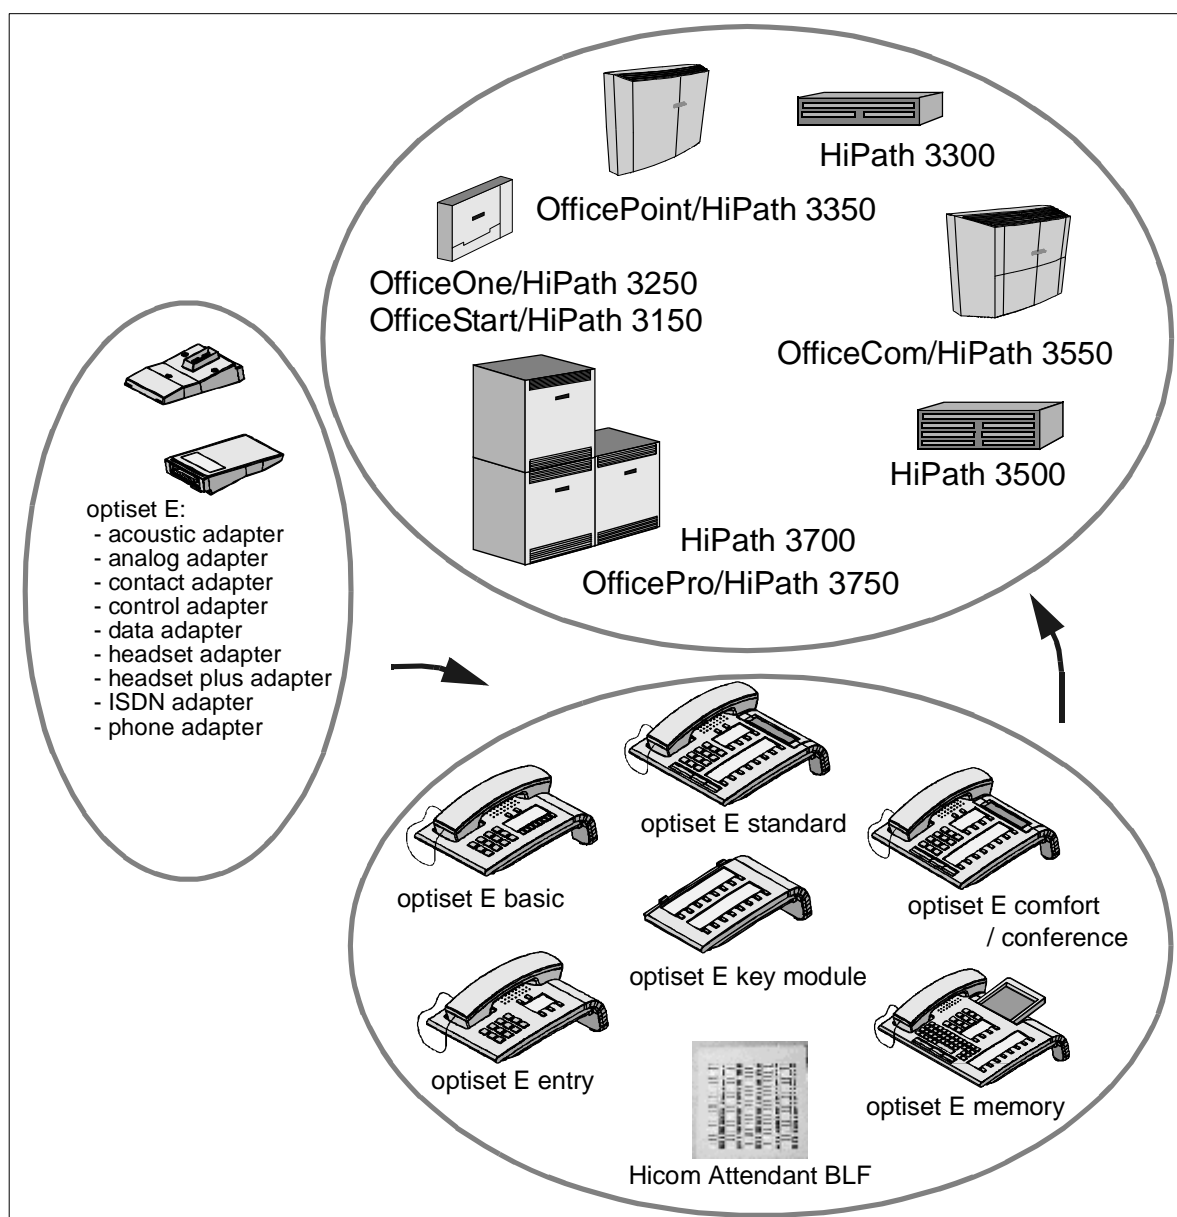 HiPath 3300
OfficePoint/HiPath 3350
OfficeOne/HiPath 3250
OfficeStart/HiPath 3150
OfficeCom/HiPath 3550
HiPath 3500
HiPath 3700
OfficePro/HiPath 3750
optiset E:
- acoustic adapter
- analog adapter
- contact adapter
- control adapter
- data adapter
- headset adapter
- headset plus adapter
- ISDN adapter
- phone adapter
optiset E standard
optiset E basic
optiset E comfort
/ conference
optiset E key module
optiset E entry
optiset E memory
Hicom Attendant BLF